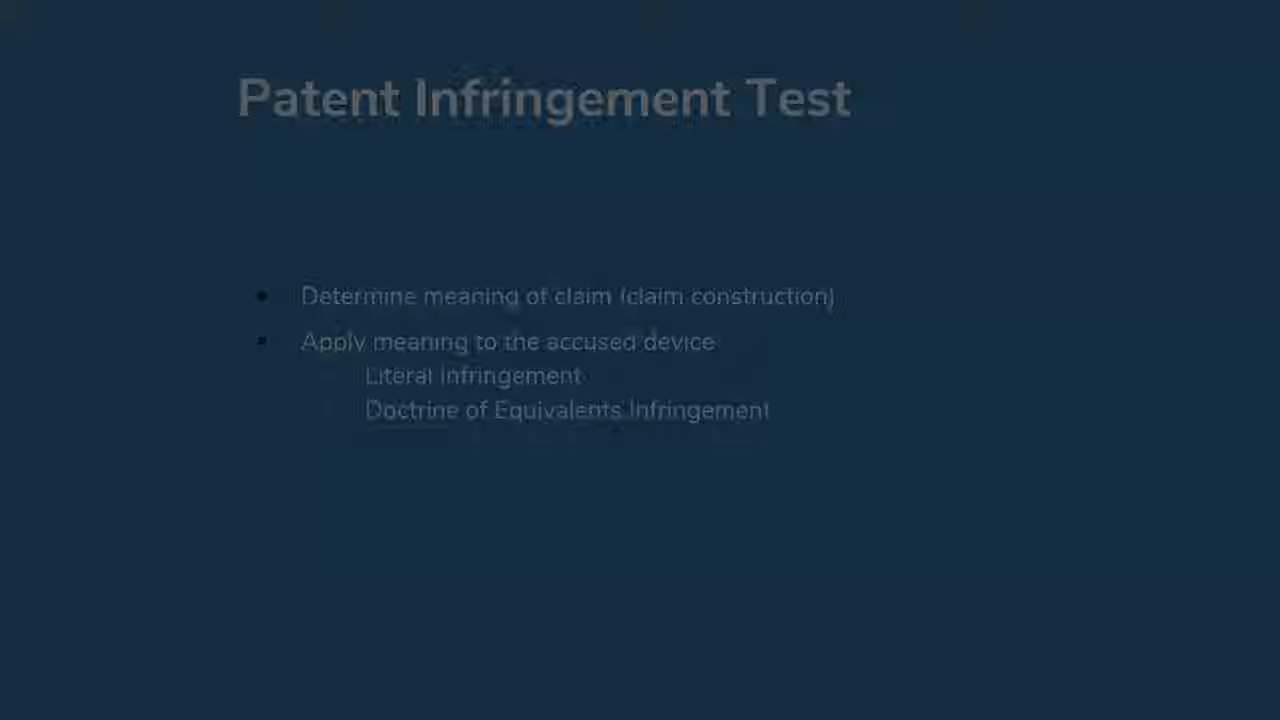 Patent Infringement Test
• Determine meaning of claim (claim construction)
• Apply meaning to the accused device
Literal Infringement
Doctrine of Equivalents Infringement